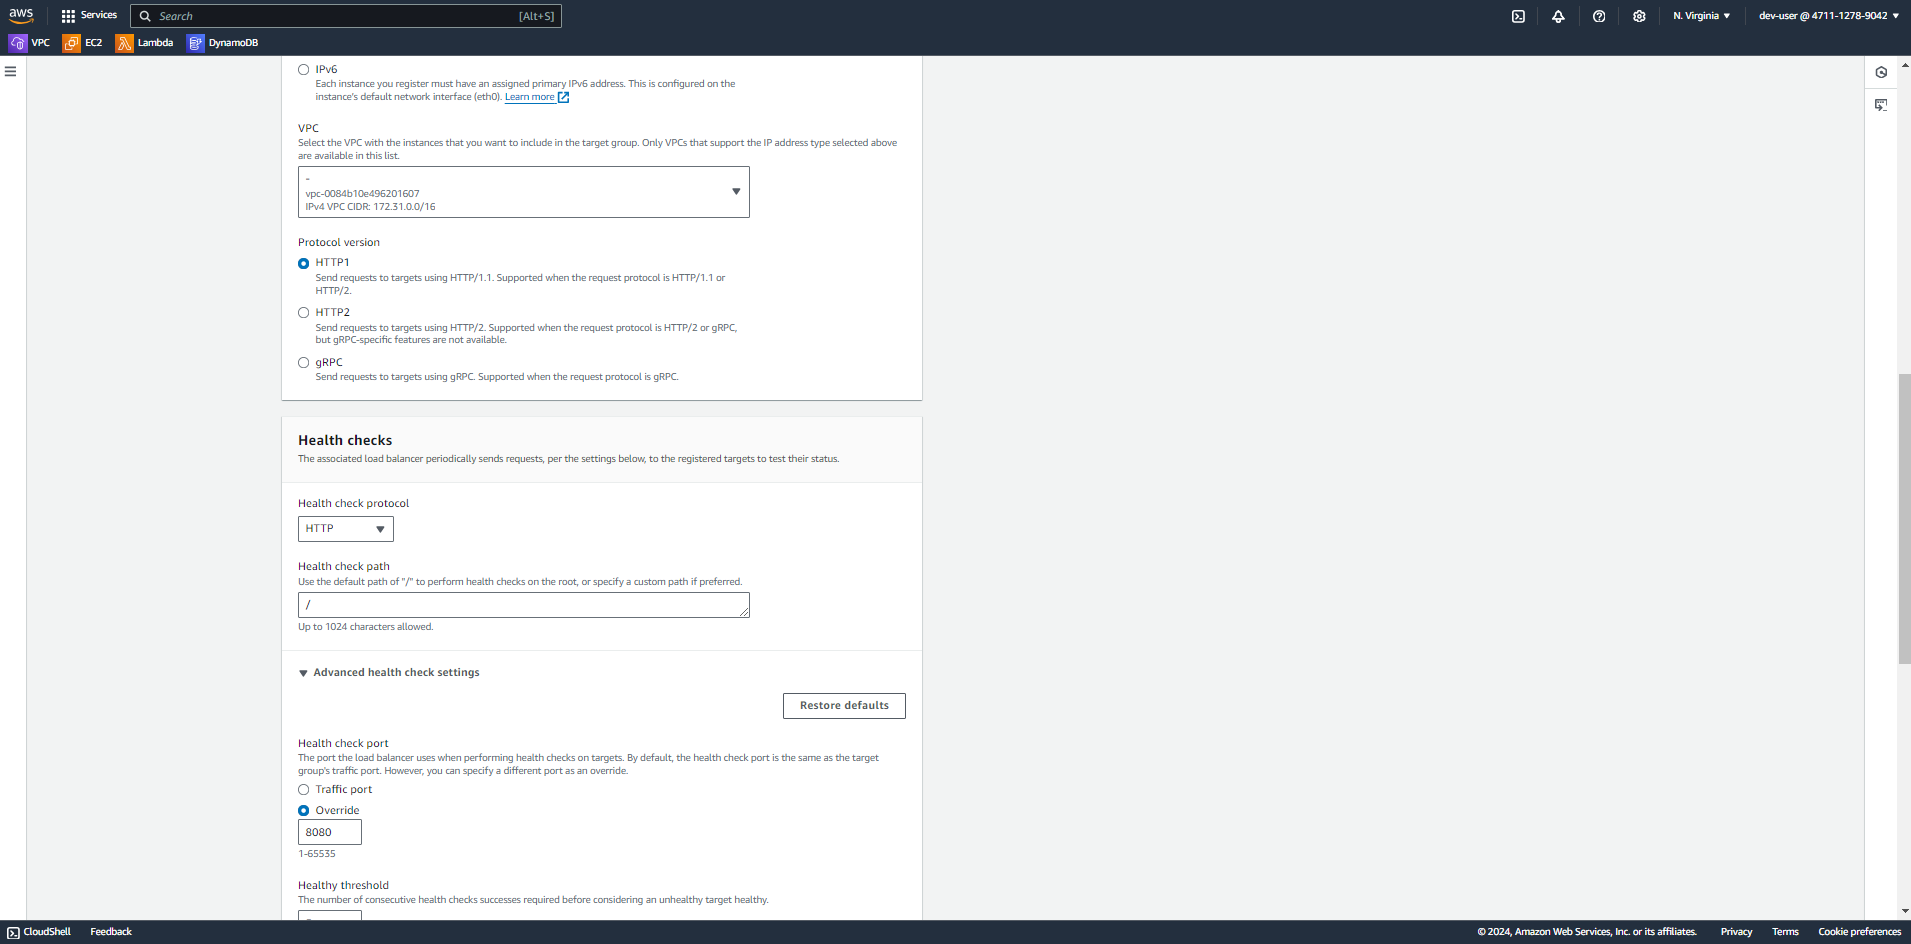 aws
Services
Search
[Alt+S]
N. Virginia
dev-user @ 4711-1278-9042
VPC
EC2
Lambda
DynamoDB
IPv6
Each instance you register must have an assigned primary IPv6 address. This is configured on the
instance's default network interface (eth0). Learn more
VPC
Select the VPC with the instances that you want to include in the target group. Only VPCs that support the IP address type selected above
are available in this list.
-
vpc-0084b10e496201607
IPv4 VPC CIDR: 172.31.0.0/16
Protocol version
HTTP1
Send requests to targets using HTTP/1.1. Supported when the request protocol is HTTP/1.1 or
HTTP/2.
HTTP2
Send requests to targets using HTTP/2. Supported when the request protocol is HTTP/2 or gRPC,
but gRPC-specific features are not available.
gRPC
Send requests to targets using gRPC. Supported when the request protocol is gRPC.
Health checks
The associated load balancer periodically sends requests, per the settings below, to the registered targets to test their status.
Health check protocol
HTTP
Health check path
Use the default path of "/" to perform health checks on the root, or specify a custom path if preferred.
/
Up to 1024 characters allowed.
Advanced health check settings
Restore defaults
Health check port
The port the load balancer uses when performing health checks on targets. By default, the health check port is the same as the target
group's traffic port. However, you can specify a different port as an override.
Traffic port
Override
8080
1-65535
Healthy threshold
The number of consecutive health checks successes required before considering an unhealthy target healthy.
CloudShell
Feedback
© 2024, Amazon Web Services, Inc. or its affiliates.
Privacy
Terms
Cookie preferences